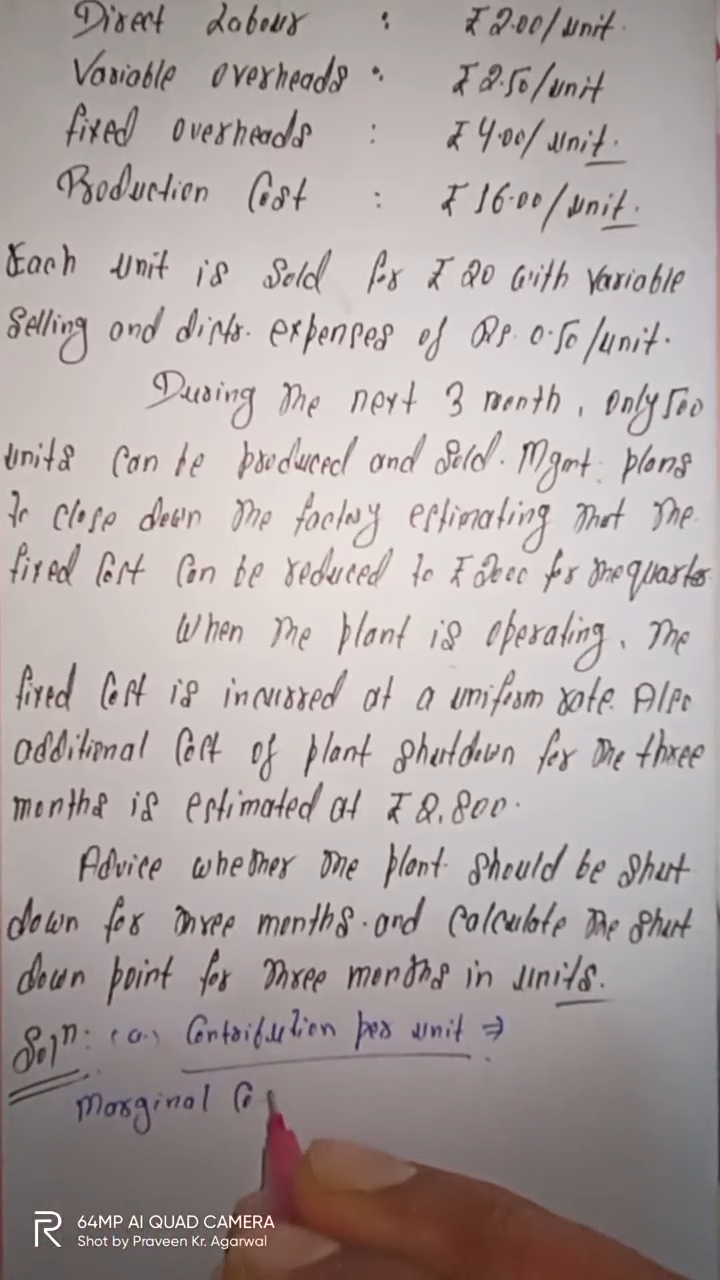 Direct Labour : ₹ 2.00/unit.
Variable overheads : ₹ 2.50/unit
fixed overheads : ₹ 4.00/unit.
Production Cost : ₹ 16.00/unit.
Each unit is Sold for ₹ 20 with variable
Selling and distr. expenses of Rs. 0.50/unit.
During the next 3 month, only 500
units can be produced and Sold. Mgmt. plans
to close down the factory estimating that the
fixed Cost Can be reduced to ₹ 2000 for the quarter
When the plant is operating, the
fixed Cost is incurred at a uniform rate. Also
additional Cost of plant shutdown for the three
months is estimated at ₹ 2,800.
Advice whether the plant should be shut
down for three months and calculate the shut
down point for three months in units.
Solⁿ: (a) Contribution per unit ⇒
Marginal Co
64MP AI QUAD CAMERA
Shot by Praveen Kr. Agarwal